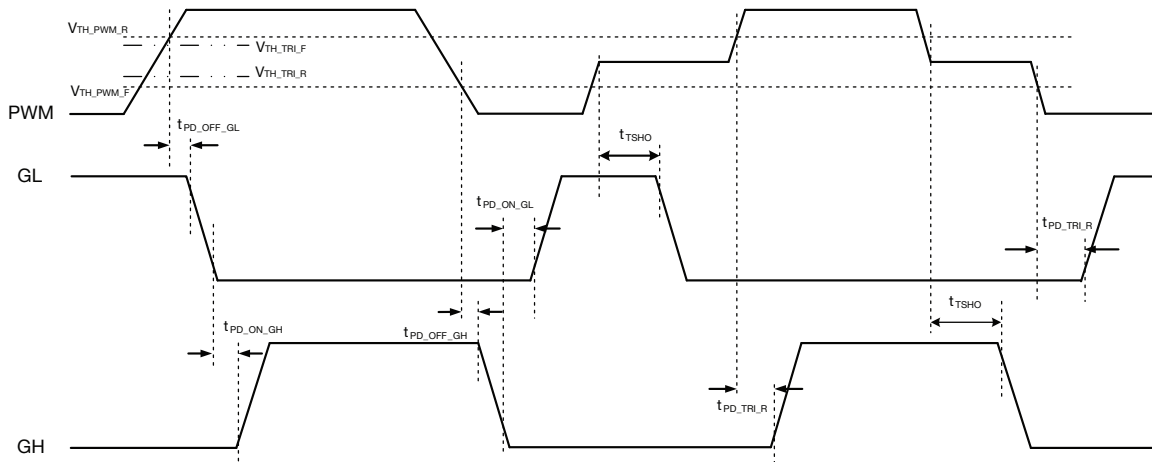 VTH_PWM_R
VTH_TRI_F
VTH_TRI_R
VTH_PWM_F
PWM
tPD_OFF_GL
tTSHO
GL
tPD_ON_GL
tPD_TRI_R
tTSHO
tPD_ON_GH
tPD_OFF_GH
tPD_TRI_R
GH